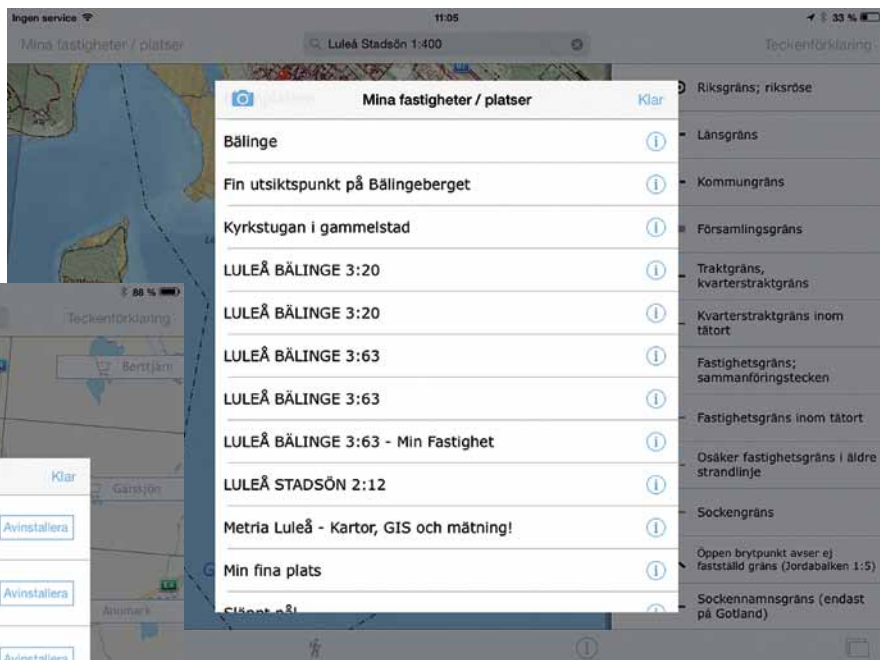 Ingen service
11:05
33 %
Mina fastigheter / platser
Luleå Stadsön 1:400
Teckenförklaring
Mina fastigheter / platser
Klar
Bälinge
Fin utsiktspunkt på Bälingeberget
Kyrkstugan i gammelstad
LULEÅ BÄLINGE 3:20
LULEÅ BÄLINGE 3:20
LULEÅ BÄLINGE 3:63
LULEÅ BÄLINGE 3:63
LULEÅ BÄLINGE 3:63 - Min Fastighet
LULEÅ STADSÖN 2:12
Metria Luleå - Kartor, GIS och mätning!
Min fina plats
Släppt nål
Riksgräns; riksröse
Länsgräns
Kommungräns
Församlingsgräns
Traktgräns,
kvarterstraktgräns
Kvarterstraktgräns inom
tätort
Fastighetsgräns;
sammanföringstecken
Fastighetsgräns inom tätort
Osäker fastighetsgräns i äldre
strandlinje
Sockengräns
Öppen brytpunkt avser ej
fastställd gräns (Jordabalken 1:5)
Sockennamnsgräns (endast
på Gotland)
88 %
Teckenförklaring
Berttjärn
Klar
Gårssjön
Avinstallera
Avinstallera
Anumark
Avinstallera